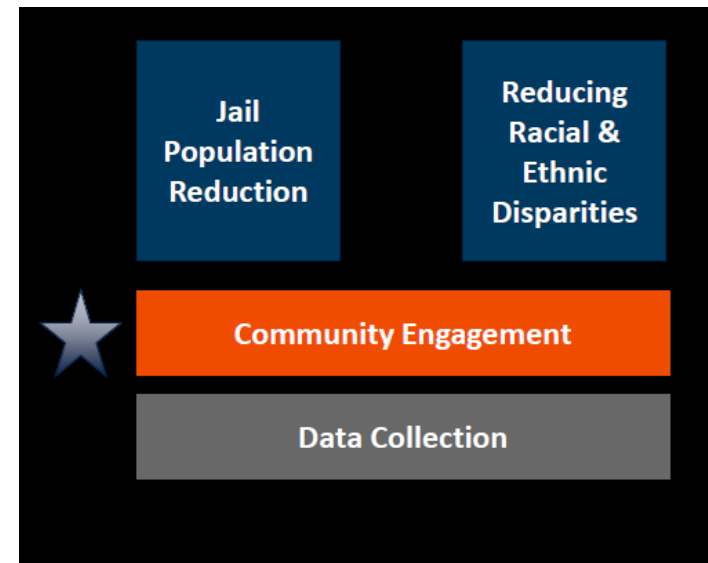 Jail
Population
Reduction
Reducing
Racial &
Ethnic
Disparities
Community Engagement
Data Collection